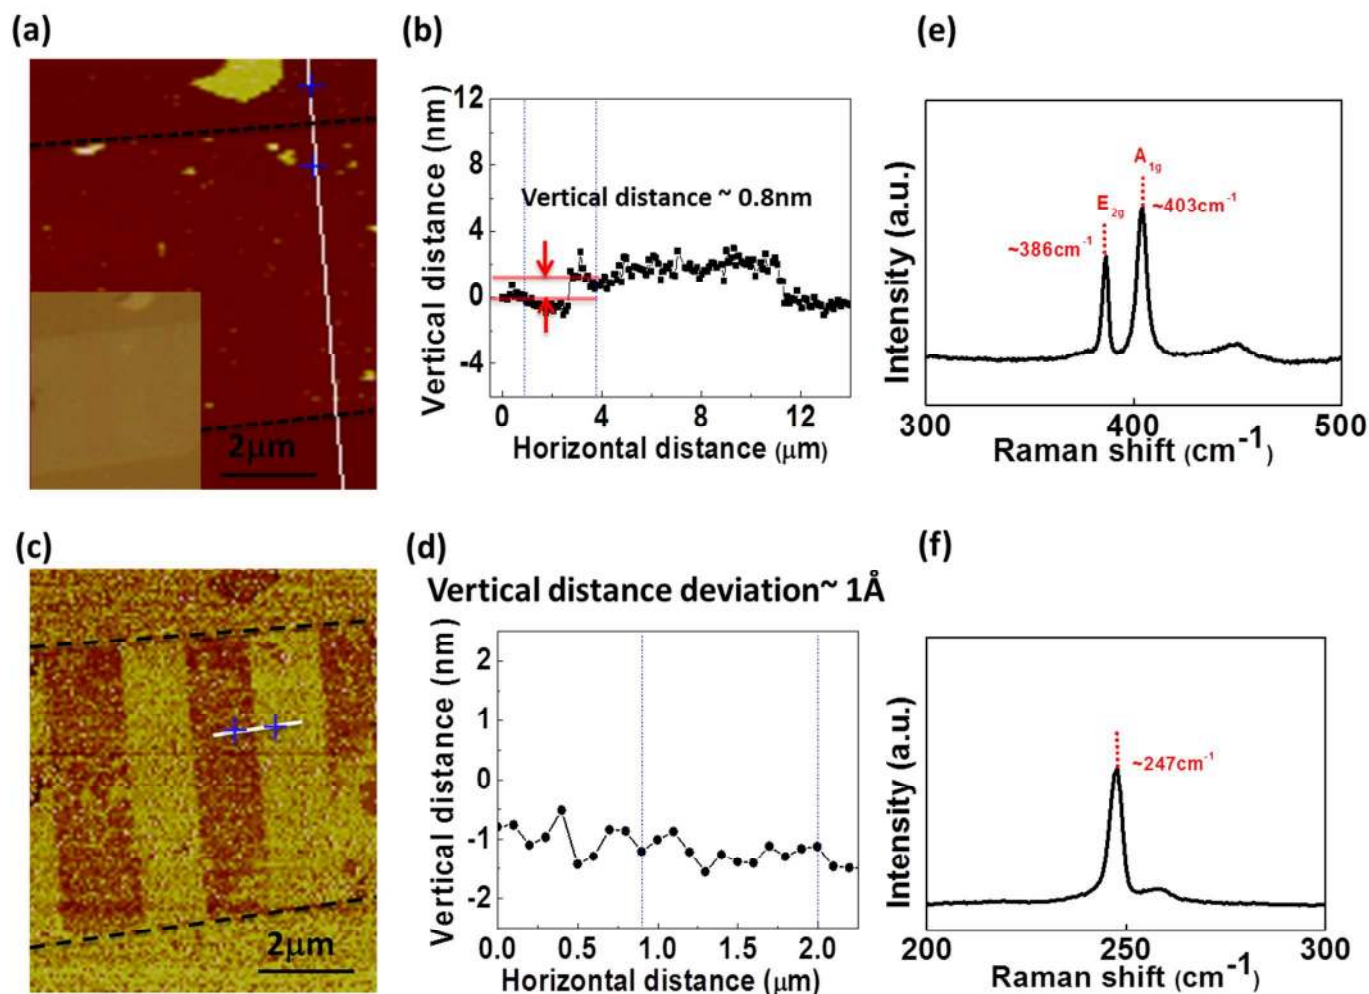 (a)
2μm
(b)
12
8
4
0
-4
Vertical distance (nm)
Vertical distance ~ 0.8nm
0 4 8 12
Horizontal distance (μm)
(e)
Intensity (a.u.)
A1g
E2g
~403cm-1
~386cm-1
300 400 500
Raman shift (cm-1)
(c)
2μm
(d)
Vertical distance deviation~ 1Å
2
1
0
-1
-2
Vertical distance (nm)
0.0 0.5 1.0 1.5 2.0
Horizontal distance (μm)
(f)
Intensity (a.u.)
~247cm-1
200 250 300
Raman shift (cm-1)